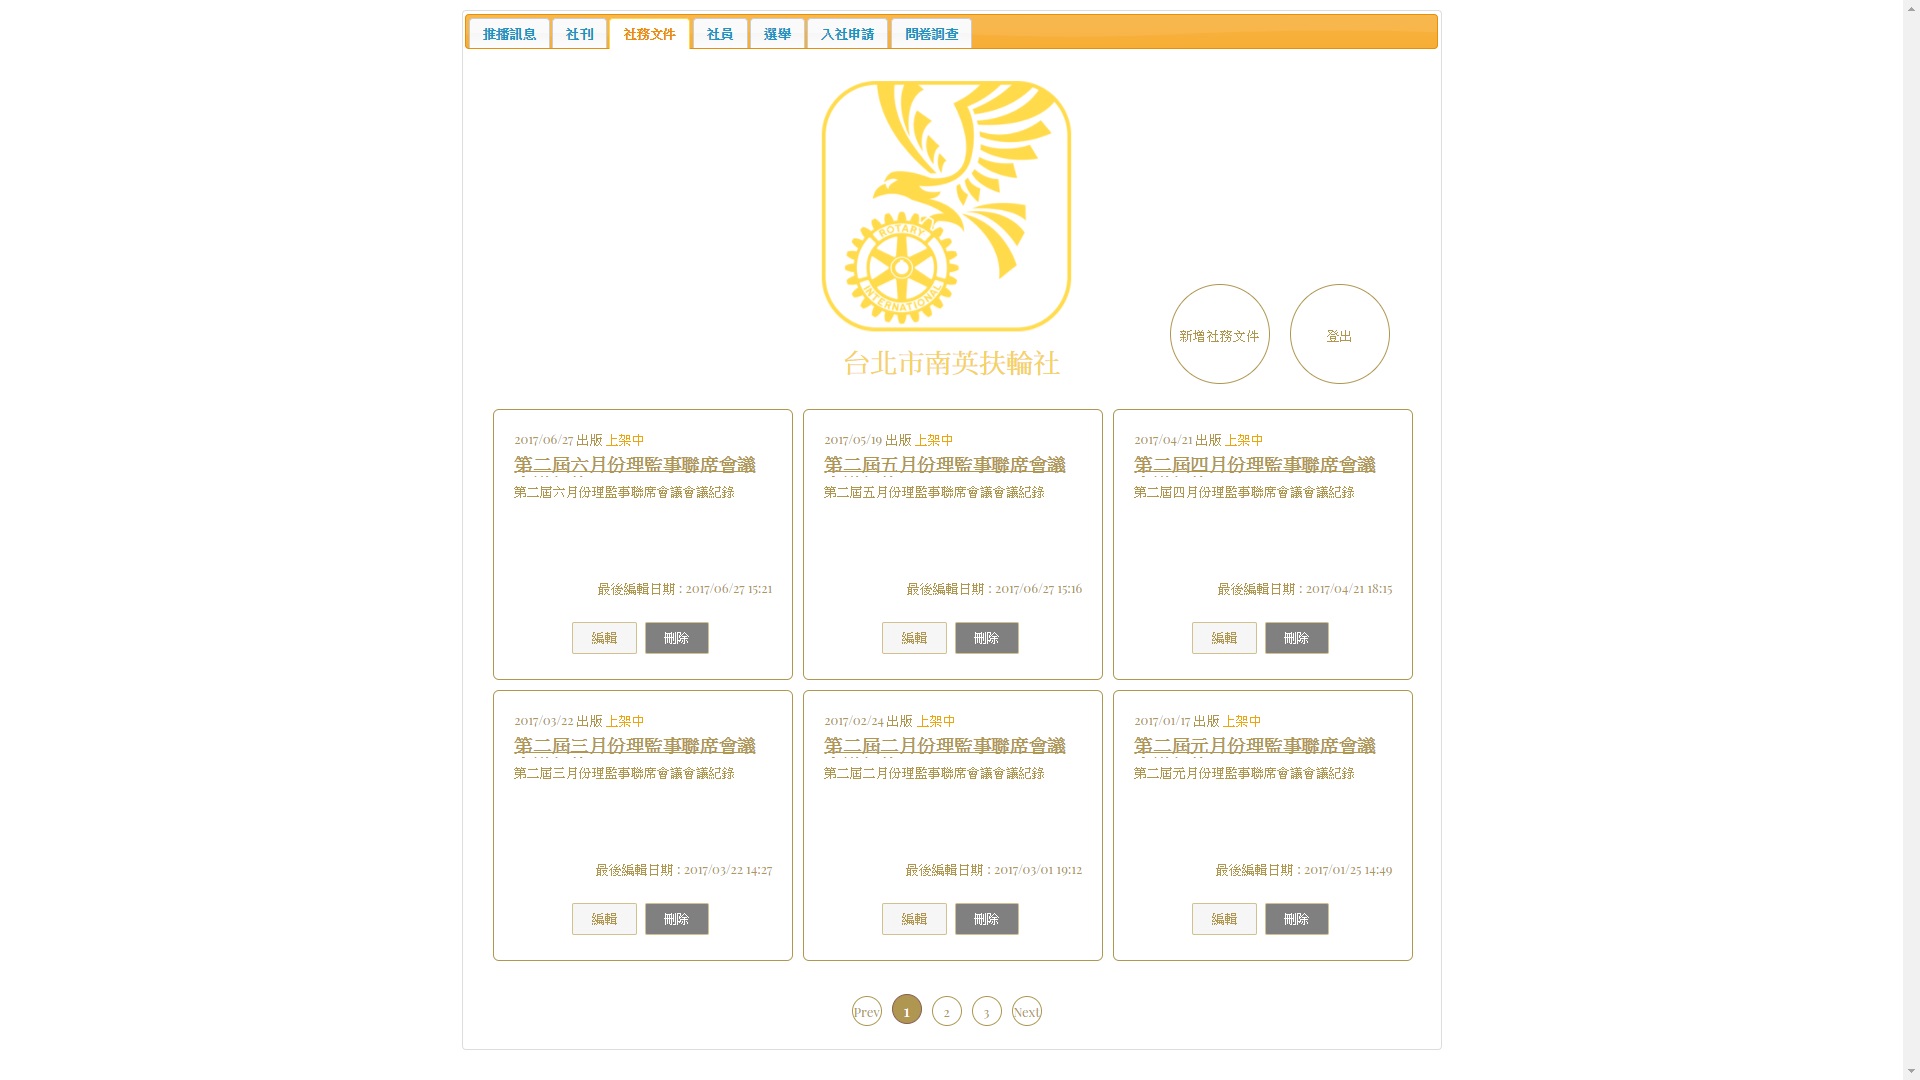 推播訊息 社刊 社務文件 社員 選舉 入社申請 問卷調查
ROTARY
INTERNATIONAL
台北市南英扶輪社
新增社務文件 登出
2017/06/27 出版 上架中
第二屆六月份理監事聯席會議
第二屆六月份理監事聯席會議會議紀錄
最後編輯日期 : 2017/06/27 15:21
編輯 刪除
2017/05/19 出版 上架中
第二屆五月份理監事聯席會議
第二屆五月份理監事聯席會議會議紀錄
最後編輯日期 : 2017/06/27 15:16
編輯 刪除
2017/04/21 出版 上架中
第二屆四月份理監事聯席會議
第二屆四月份理監事聯席會議會議紀錄
最後編輯日期 : 2017/04/21 18:15
編輯 刪除
2017/03/22 出版 上架中
第二屆三月份理監事聯席會議
第二屆三月份理監事聯席會議會議紀錄
最後編輯日期 : 2017/03/22 14:27
編輯 刪除
2017/02/24 出版 上架中
第二屆二月份理監事聯席會議
第二屆二月份理監事聯席會議會議紀錄
最後編輯日期 : 2017/03/01 19:12
編輯 刪除
2017/01/17 出版 上架中
第二屆元月份理監事聯席會議
第二屆元月份理監事聯席會議會議紀錄
最後編輯日期 : 2017/01/25 14:49
編輯 刪除
Prev 1 2 3 Next